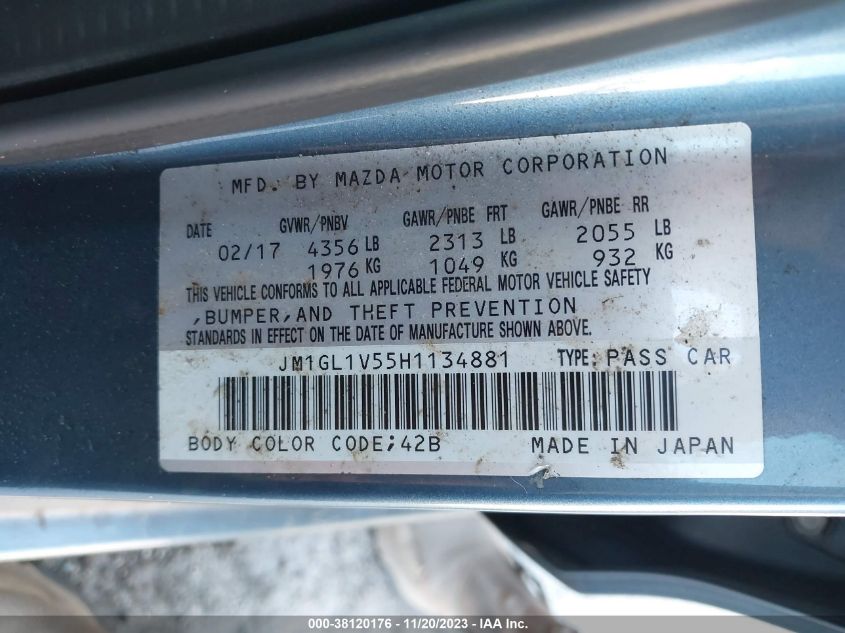 MFD. BY MAZDA MOTOR CORPORATION
DATE GVWR/PNBV GAWR/PNBE FRT GAWR/PNBE RR
02/17 4356 LB 2313 LB 2055 LB
1976 KG 1049 KG 932 KG
THIS VEHICLE CONFORMS TO ALL APPLICABLE FEDERAL MOTOR VEHICLE SAFETY
,BUMPER,AND THEFT PREVENTION
STANDARDS IN EFFECT ON THE DATE OF MANUFACTURE SHOWN ABOVE.
JM1GL1V55H1134881 TYPE: PASS CAR
BODY COLOR CODE;42B MADE IN JAPAN
000-38120176 - 11/20/2023 - IAA Inc.